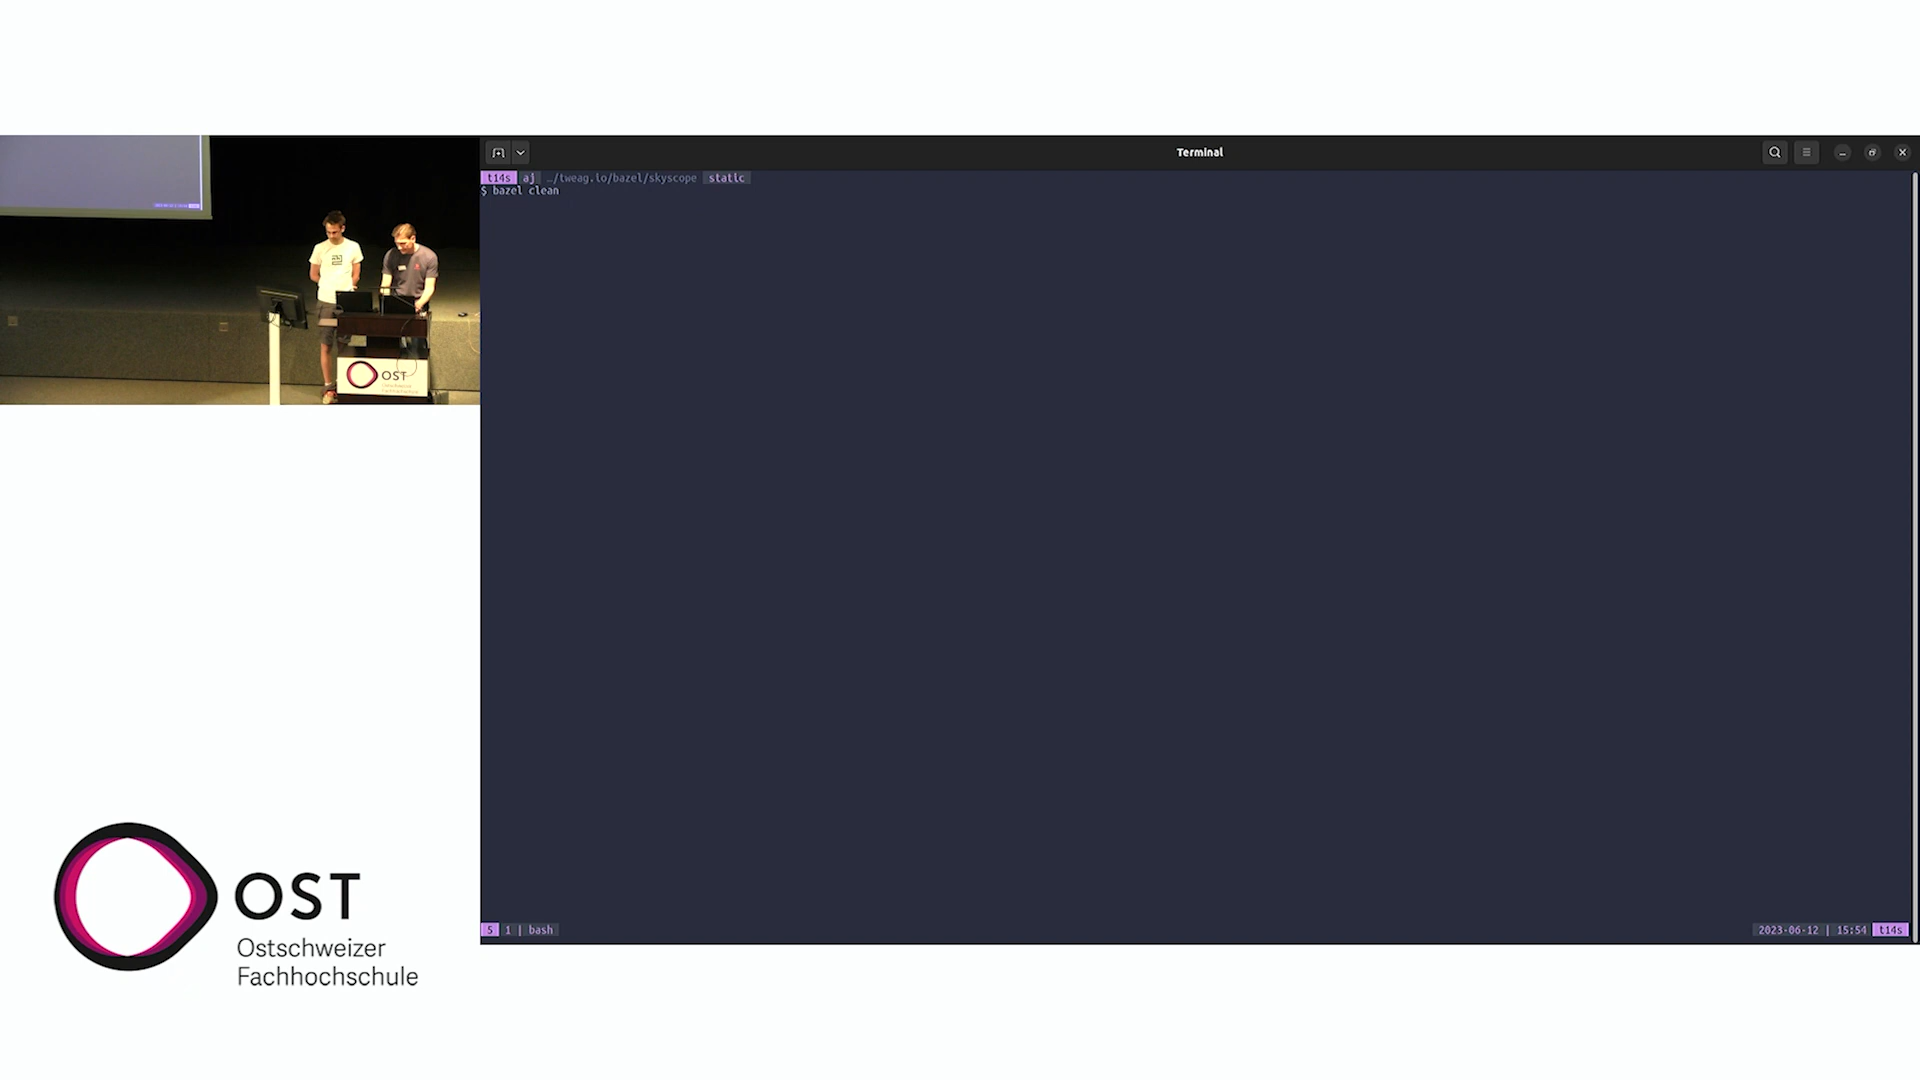 Terminal
t14s aj …/tweag.io/bazel/skyscope static
$ bazel clean
OST
OST
Ostschweizer
Fachhochschule
5 1 | bash
2023-06-12 | 15:54 t14s